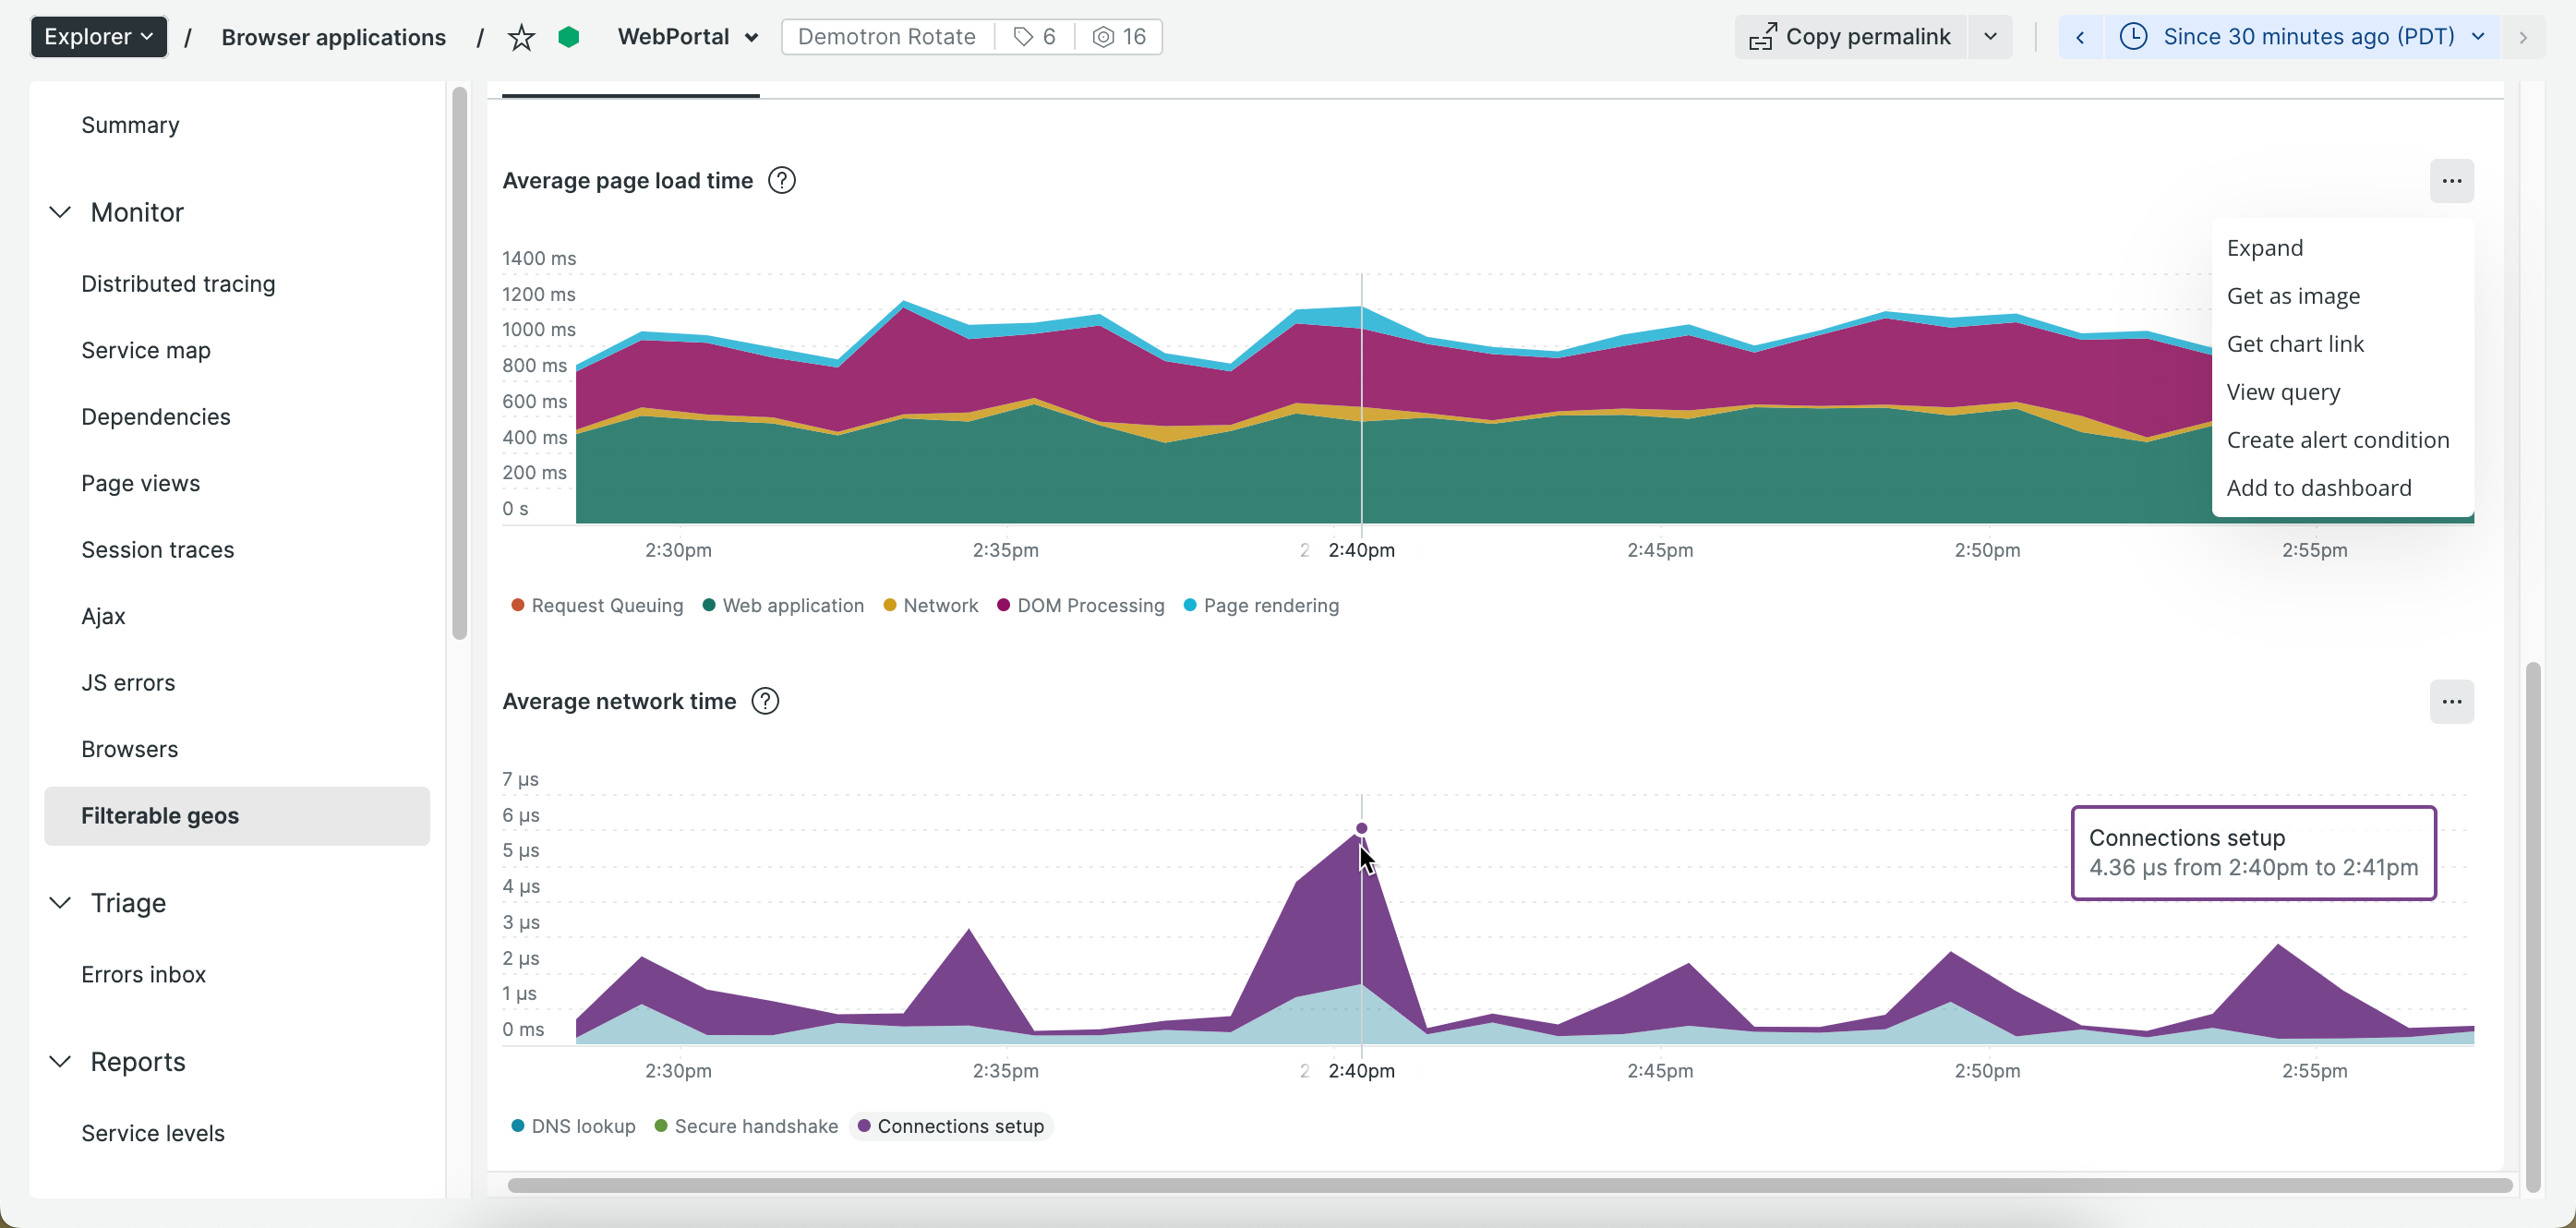 Explorer / Browser applications / WebPortal Demotron Rotate 6 16 Copy permalink Since 30 minutes ago (PDT)
Summary
Monitor
Distributed tracing
Service map
Dependencies
Page views
Session traces
Ajax
JS errors
Browsers
Filterable geos
Triage
Errors inbox
Reports
Service levels
Average page load time ?
...
Expand
Get as image
Get chart link
View query
Create alert condition
Add to dashboard
1400 ms
1200 ms
1000 ms
800 ms
600 ms
400 ms
200 ms
0 s
2:30pm 2:35pm 2 2:40pm 2:45pm 2:50pm 2:55pm
Request Queuing Web application Network DOM Processing Page rendering
Average network time ?
...
7 µs
6 µs
5 µs
4 µs
3 µs
2 µs
1 µs
0 ms
Connections setup
4.36 µs from 2:40pm to 2:41pm
2:30pm 2:35pm 2 2:40pm 2:45pm 2:50pm 2:55pm
DNS lookup Secure handshake Connections setup